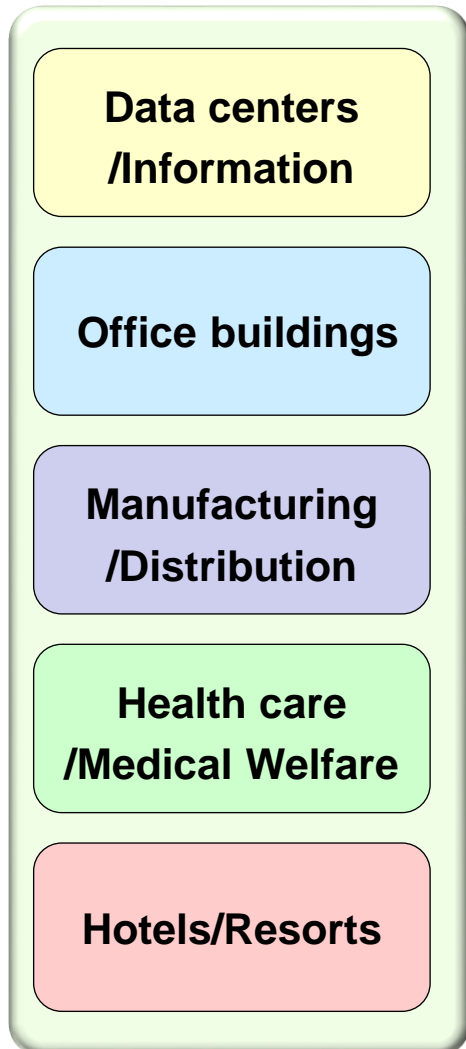 Data centers
/Information
Office buildings
Manufacturing
/Distribution
Health care
/Medical Welfare
Hotels/Resorts